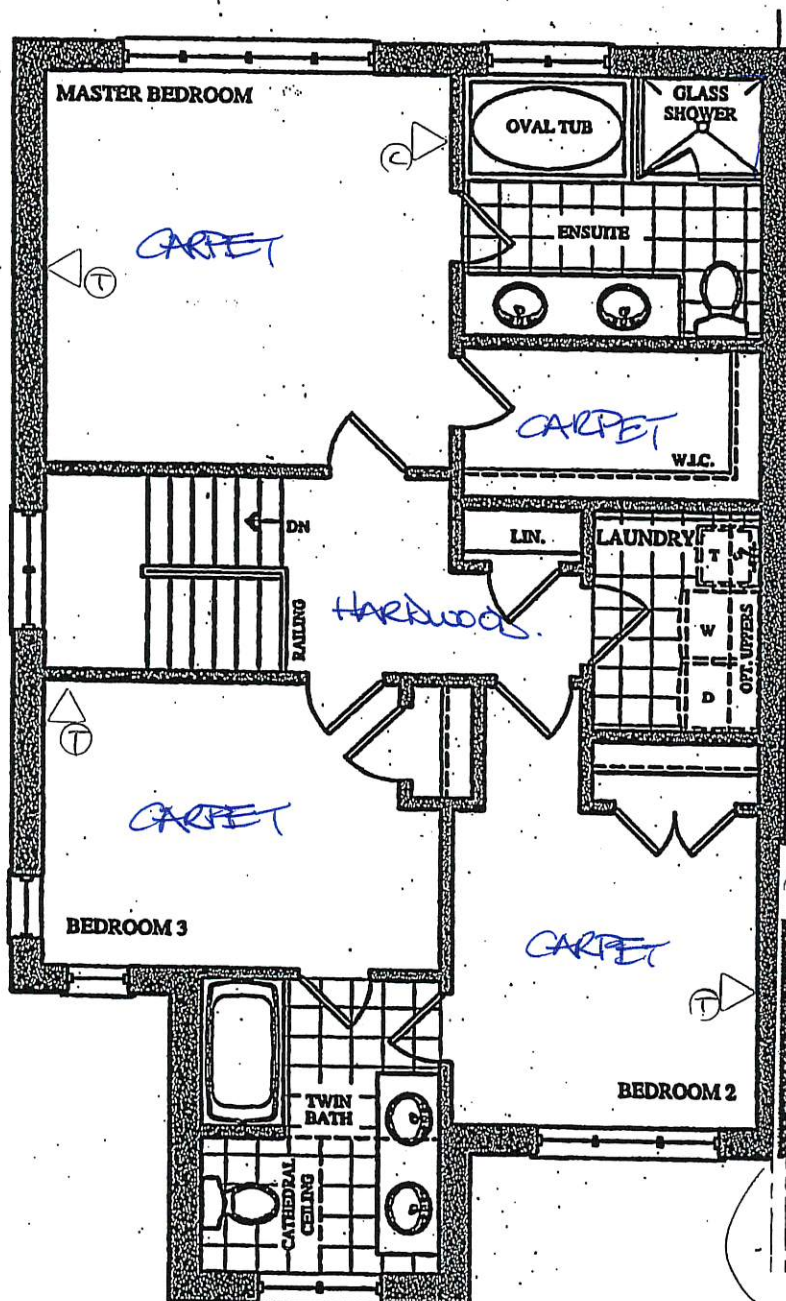 MASTER BEDROOM
OVAL TUB
GLASS
SHOWER
C
CARPET
ENSUITE
T
CARPET
W.I.C.
DN
LIN.
LAUNDRY
T
RAILING
HARDWOOD.
W
OPT. UPPERS
D
T
CARPET
BEDROOM 3
CARPET
T
BEDROOM 2
TWIN
BATH
CATHEDRAL
CEILING